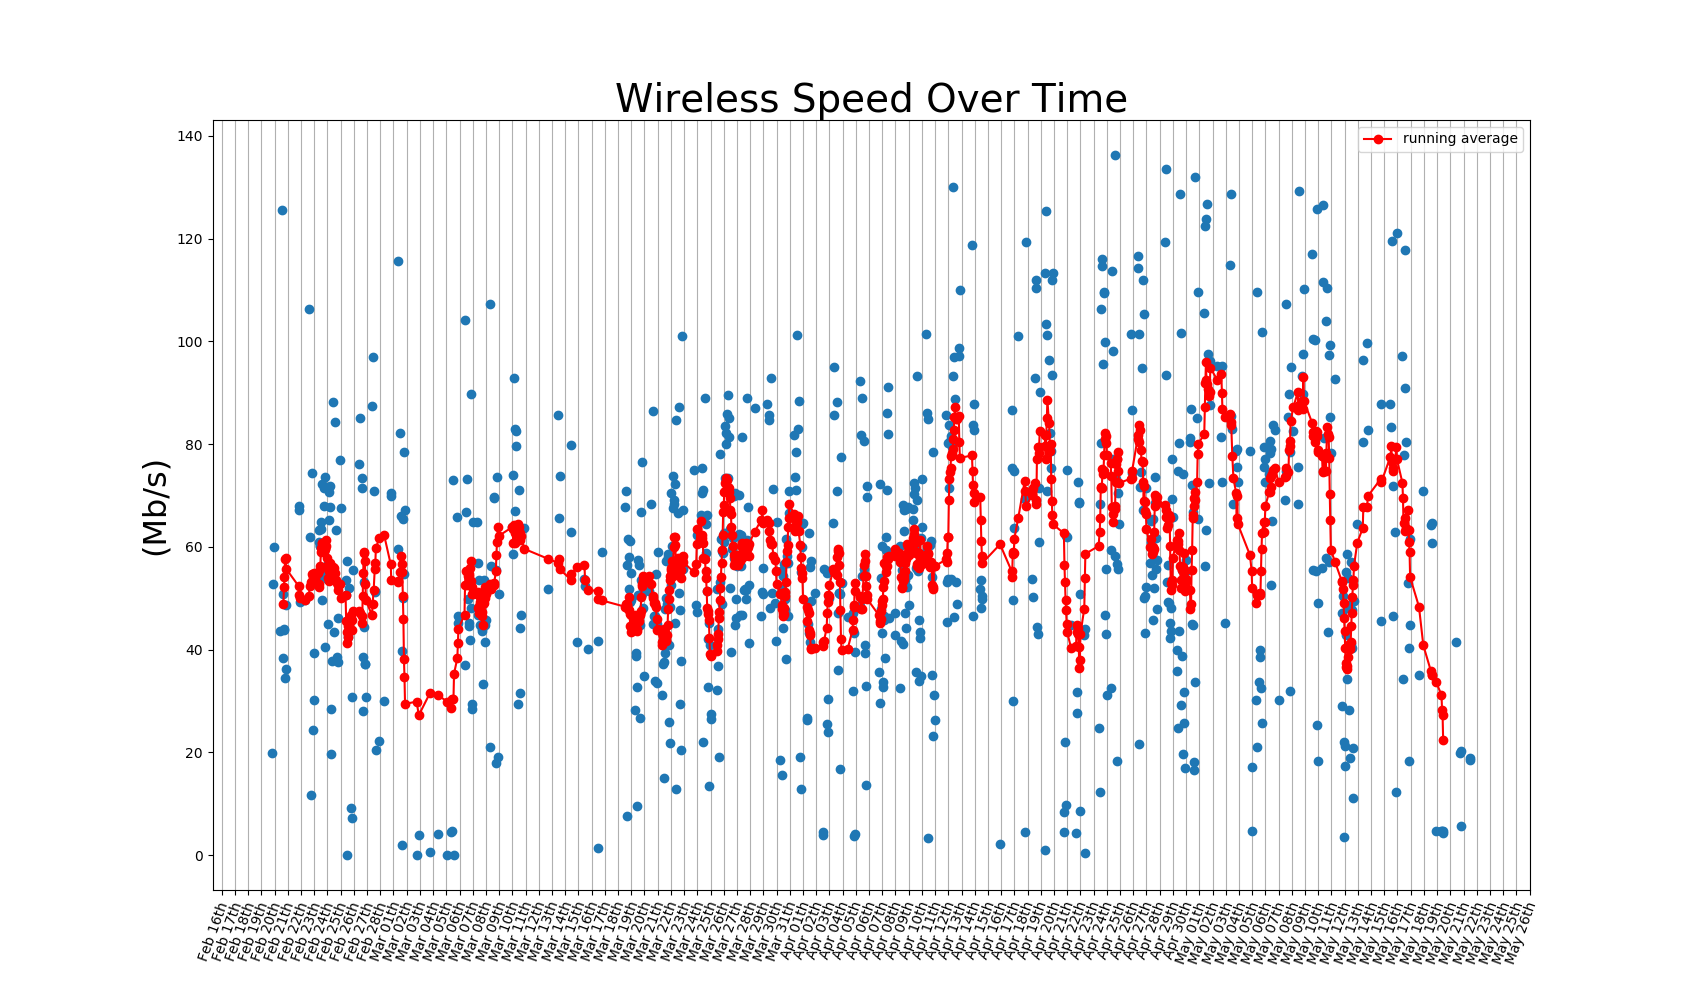 Wireless Speed Over Time
running average
(Mb/s)
140
120
100
80
60
40
20
0
Feb 16th
Feb 17th
Feb 18th
Feb 19th
Feb 20th
Feb 21th
Feb 22th
Feb 23th
Feb 24th
Feb 25th
Feb 26th
Feb 27th
Feb 28th
Mar 01th
Mar 02th
Mar 03th
Mar 04th
Mar 05th
Mar 06th
Mar 07th
Mar 08th
Mar 09th
Mar 10th
Mar 11th
Mar 12th
Mar 13th
Mar 14th
Mar 15th
Mar 16th
Mar 17th
Mar 18th
Mar 19th
Mar 20th
Mar 21th
Mar 22th
Mar 23th
Mar 24th
Mar 25th
Mar 26th
Mar 27th
Mar 28th
Mar 29th
Mar 30th
Mar 31th
Apr 01th
Apr 02th
Apr 03th
Apr 04th
Apr 05th
Apr 06th
Apr 07th
Apr 08th
Apr 09th
Apr 10th
Apr 11th
Apr 12th
Apr 13th
Apr 14th
Apr 15th
Apr 16th
Apr 17th
Apr 18th
Apr 19th
Apr 20th
Apr 21th
Apr 22th
Apr 23th
Apr 24th
Apr 25th
Apr 26th
Apr 27th
Apr 28th
Apr 29th
Apr 30th
May 01th
May 02th
May 03th
May 04th
May 05th
May 06th
May 07th
May 08th
May 09th
May 10th
May 11th
May 12th
May 13th
May 14th
May 15th
May 16th
May 17th
May 18th
May 19th
May 20th
May 21th
May 22th
May 23th
May 24th
May 25th
May 26th